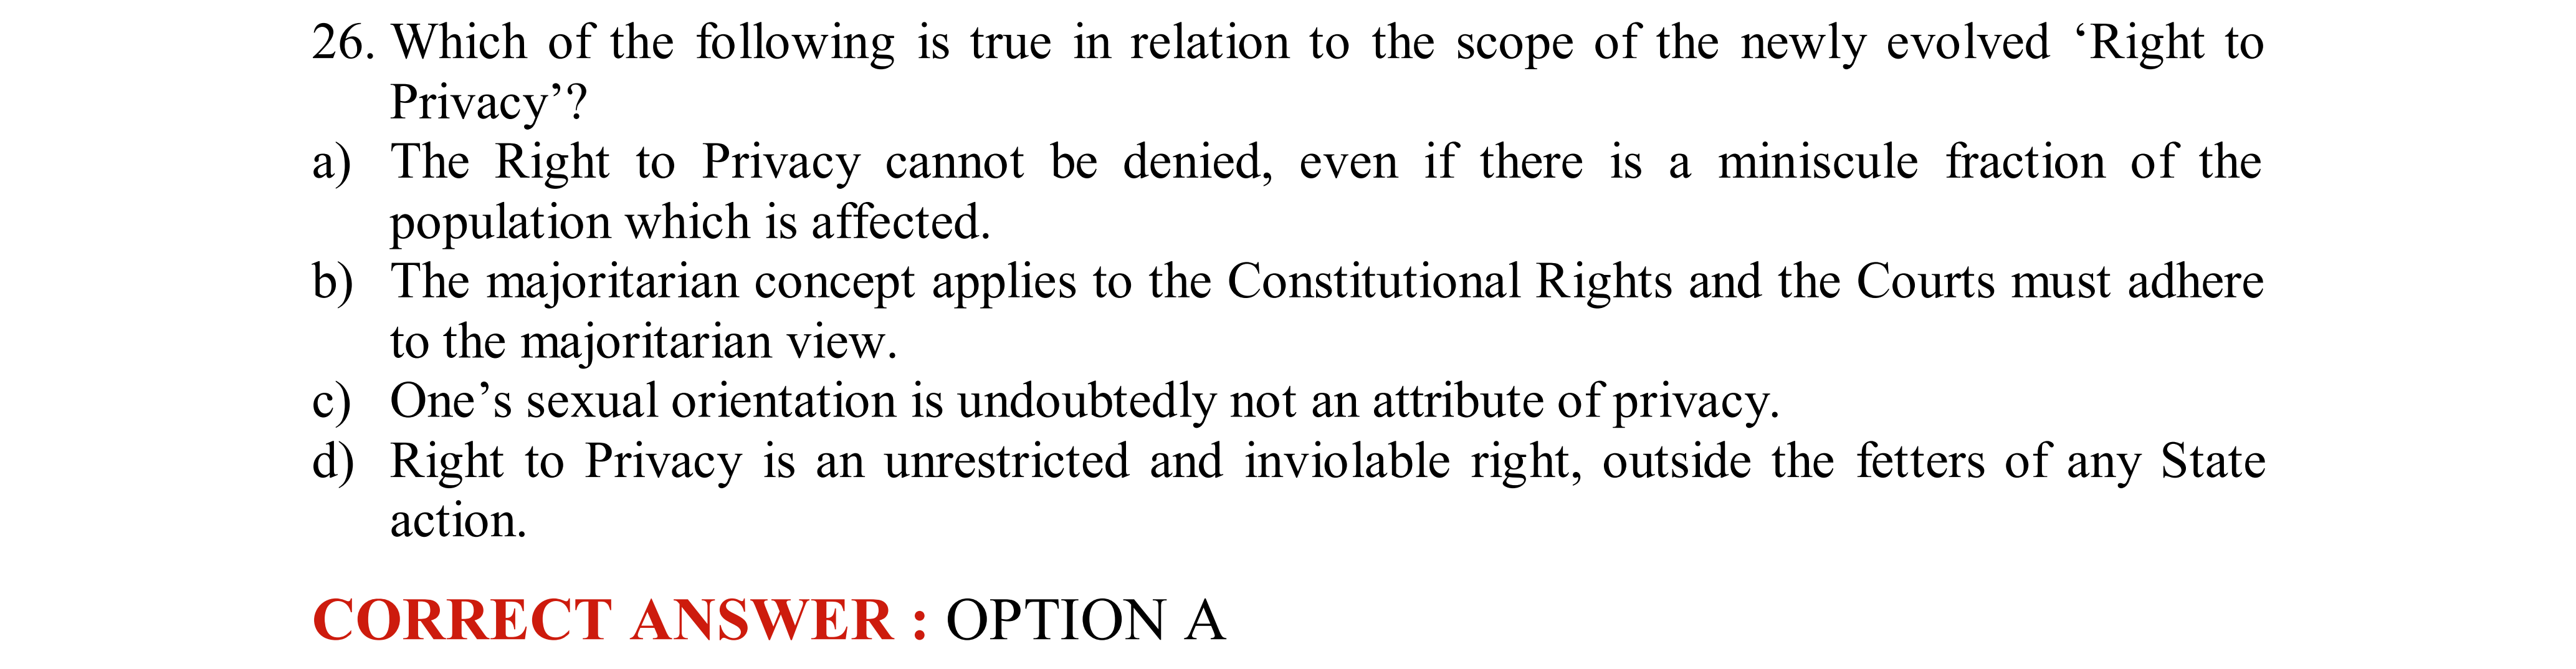 26. Which of the following is true in relation to the scope of the newly evolved ‘Right to
Privacy’?
a) The Right to Privacy cannot be denied, even if there is a miniscule fraction of the
population which is affected.
b) The majoritarian concept applies to the Constitutional Rights and the Courts must adhere
to the majoritarian view.
c) One’s sexual orientation is undoubtedly not an attribute of privacy.
d) Right to Privacy is an unrestricted and inviolable right, outside the fetters of any State
action.
CORRECT ANSWER : OPTION A